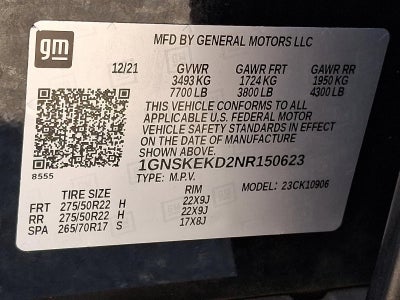 gm
MFD BY GENERAL MOTORS LLC
12/21 GVWR GAWR FRT GAWR RR
3493 KG 1724 KG 1950 KG
7700 LB 3800 LB 4300 LB
THIS VEHICLE CONFORMS TO ALL
APPLICABLE U.S. FEDERAL MOTOR
VEHICLE SAFETY STANDARDS IN EFFECT
ON THE DATE OF MANUFACTURE
SHOWN ABOVE.
8555 1GNSKEKD2NR150623
TYPE: M.P.V.
TIRE SIZE RIM 23CK10906
FRT 275/50R22 H 22X9J
RR 275/50R22 H 22X9J
SPA 265/70R17 S 17X8J